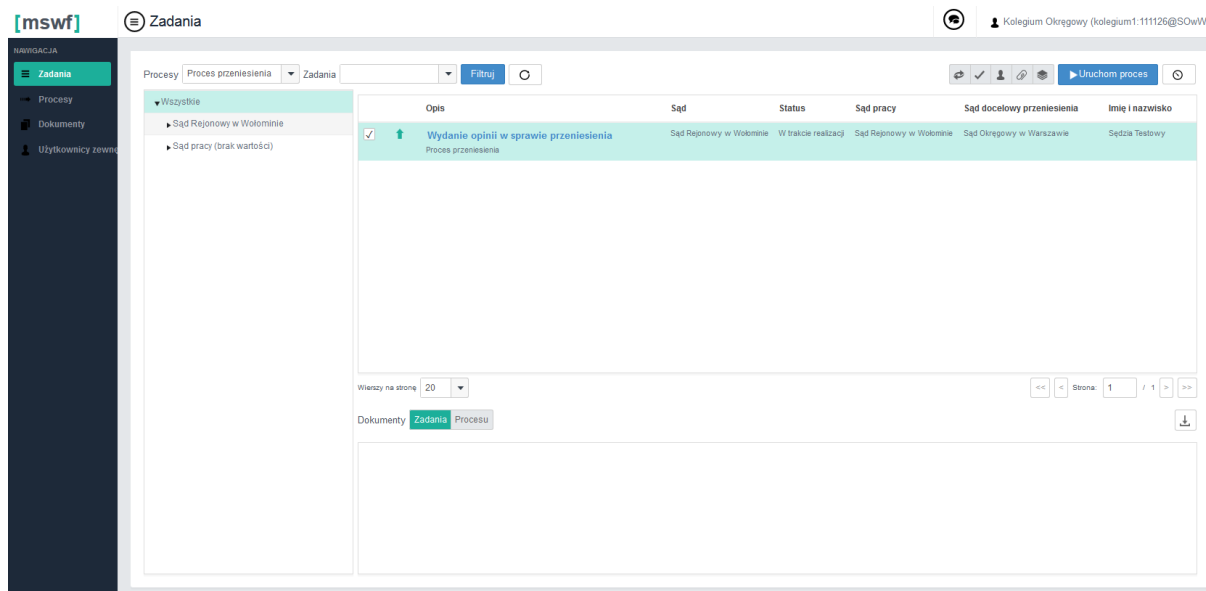 [mswf]
Zadania
Kolegium Okręgowy (kolegium1:111126@SOwW
NAWIGACJA
Zadania
Procesy
Dokumenty
Użytkownicy zewnę
Procesy Proces przeniesienia Zadania Filtruj Uruchom proces
Wszystkie
Sąd Rejonowy w Wołominie
Sąd pracy (brak wartości)
Opis Sąd Status Sąd pracy Sąd docelowy przeniesienia Imię i nazwisko
Wydanie opinii w sprawie przeniesienia Sąd Rejonowy w Wołominie W trakcie realizacji Sąd Rejonowy w Wołominie Sąd Okręgowy w Warszawie Sędzia Testowy
Proces przeniesienia
Wierszy na stronę 20 << < Strona: 1 / 1 > >>
Dokumenty Zadania Procesu